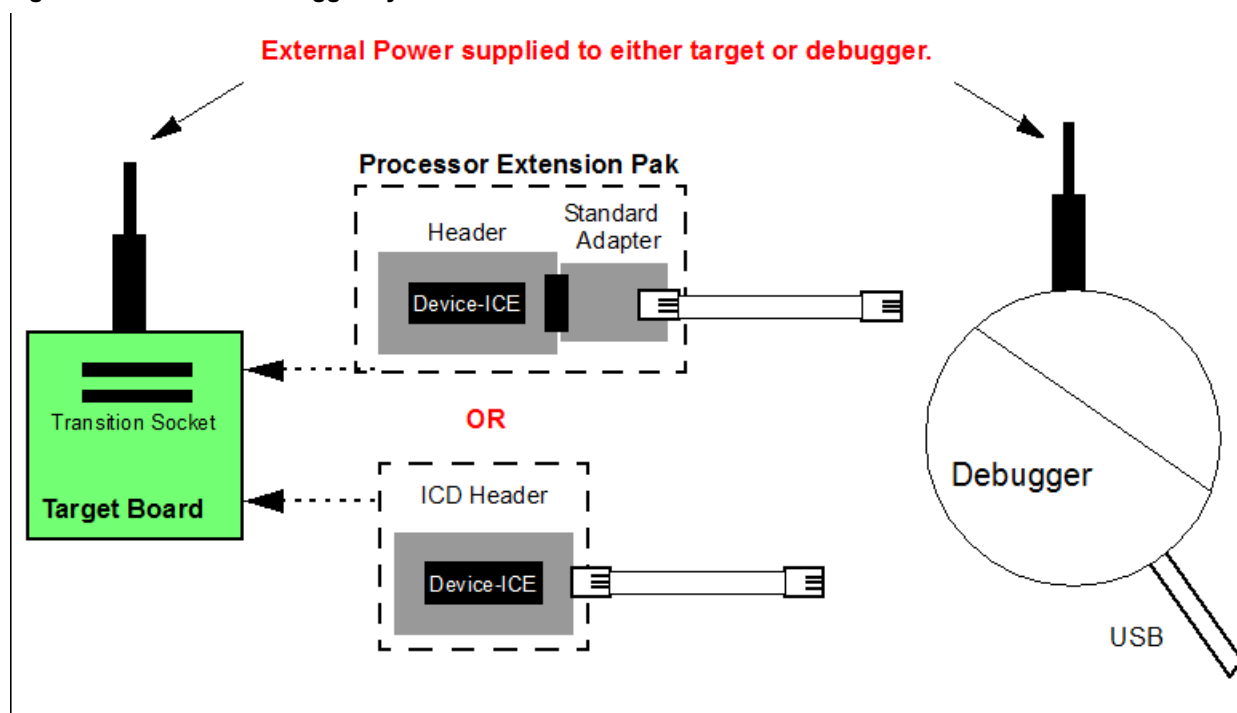 External Power supplied to either target or debugger.
Processor Extension Pak
Header
Standard
Adapter
Device-ICE
Transition Socket
Target Board
OR
ICD Header
Device-ICE
Debugger
USB